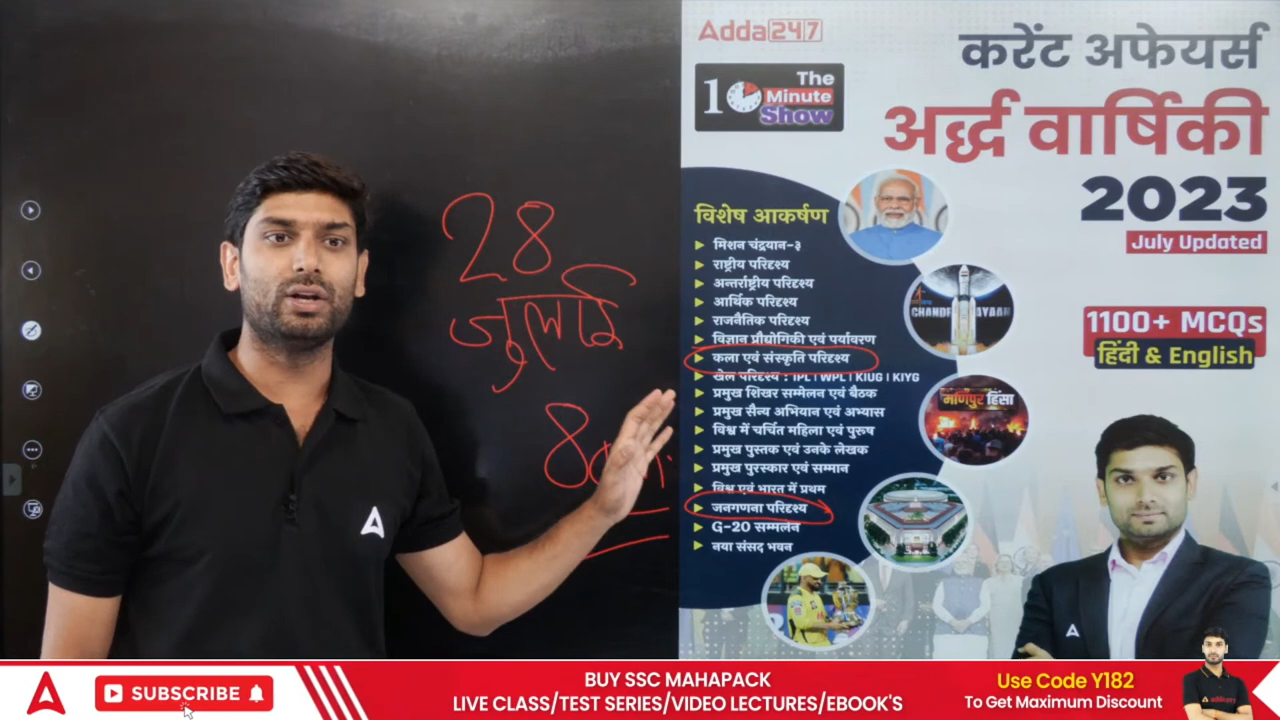 28
जुलाई
8
Adda247
10 The
Minute
Show
करेंट अफेयर्स
अर्द्ध वार्षिकी
2023
July Updated
विशेष आकर्षण
मिशन चंद्रयान-३
राष्ट्रीय परिदृश्य
अन्तर्राष्ट्रीय परिदृश्य
आर्थिक परिदृश्य
राजनैतिक परिदृश्य
विज्ञान प्रौद्योगिकी एवं पर्यावरण
कला एवं संस्कृति परिदृश्य
खेल परिदृश्य : IPL | WPL | KIUG | KIYG
प्रमुख शिखर सम्मेलन एवं बैठक
प्रमुख सैन्य अभियान एवं अभ्यास
विश्व में चर्चित महिला एवं पुरुष
प्रमुख पुस्तक एवं उनके लेखक
प्रमुख पुरस्कार एवं सम्मान
विश्व एवं भारत में प्रथम
जनगणना परिदृश्य
G-20 सम्मलेन
नया संसद भवन
मणिपुर हिंसा
1100+ MCQs
हिंदी & English
SUBSCRIBE
BUY SSC MAHAPACK
LIVE CLASS/TEST SERIES/VIDEO LECTURES/EBOOK'S
Use Code Y182
To Get Maximum Discount